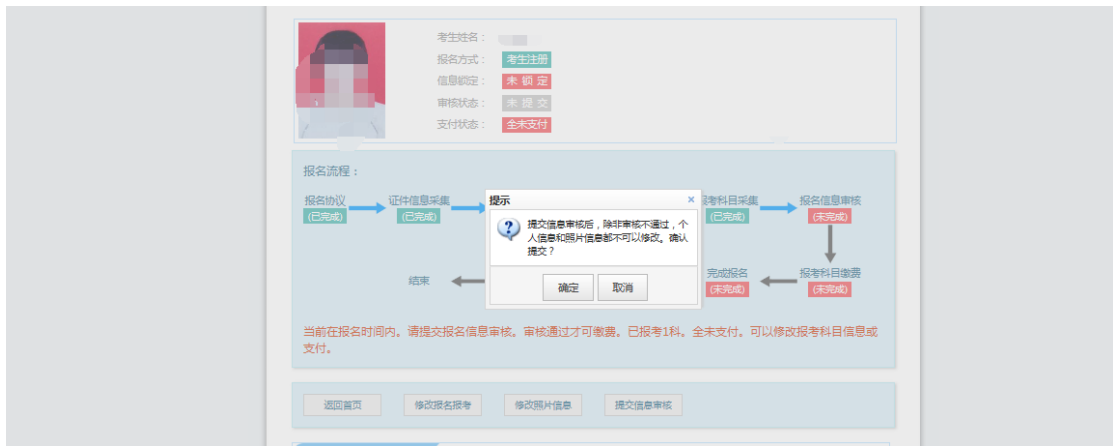 考生姓名：
报名方式： 考生注册
信息锁定： 未 锁 定
审核状态： 未 提 交
支付状态： 全未支付
报名流程：
报名协议
(已完成)
证件信息采集
(已完成)
报考科目采集
(已完成)
报名信息审核
(未完成)
提示 ×
提交信息审核后，除非审核不通过，个
人信息和照片信息都不可以修改。确认
提交？
确定 取消
结束
完成报名
(未完成)
报考科目缴费
(未完成)
当前在报名时间内。请提交报名信息审核。审核通过才可缴费。已报考1科。全未支付。可以修改报考科目信息或
支付。
返回首页 修改报名报考 修改照片信息 提交信息审核